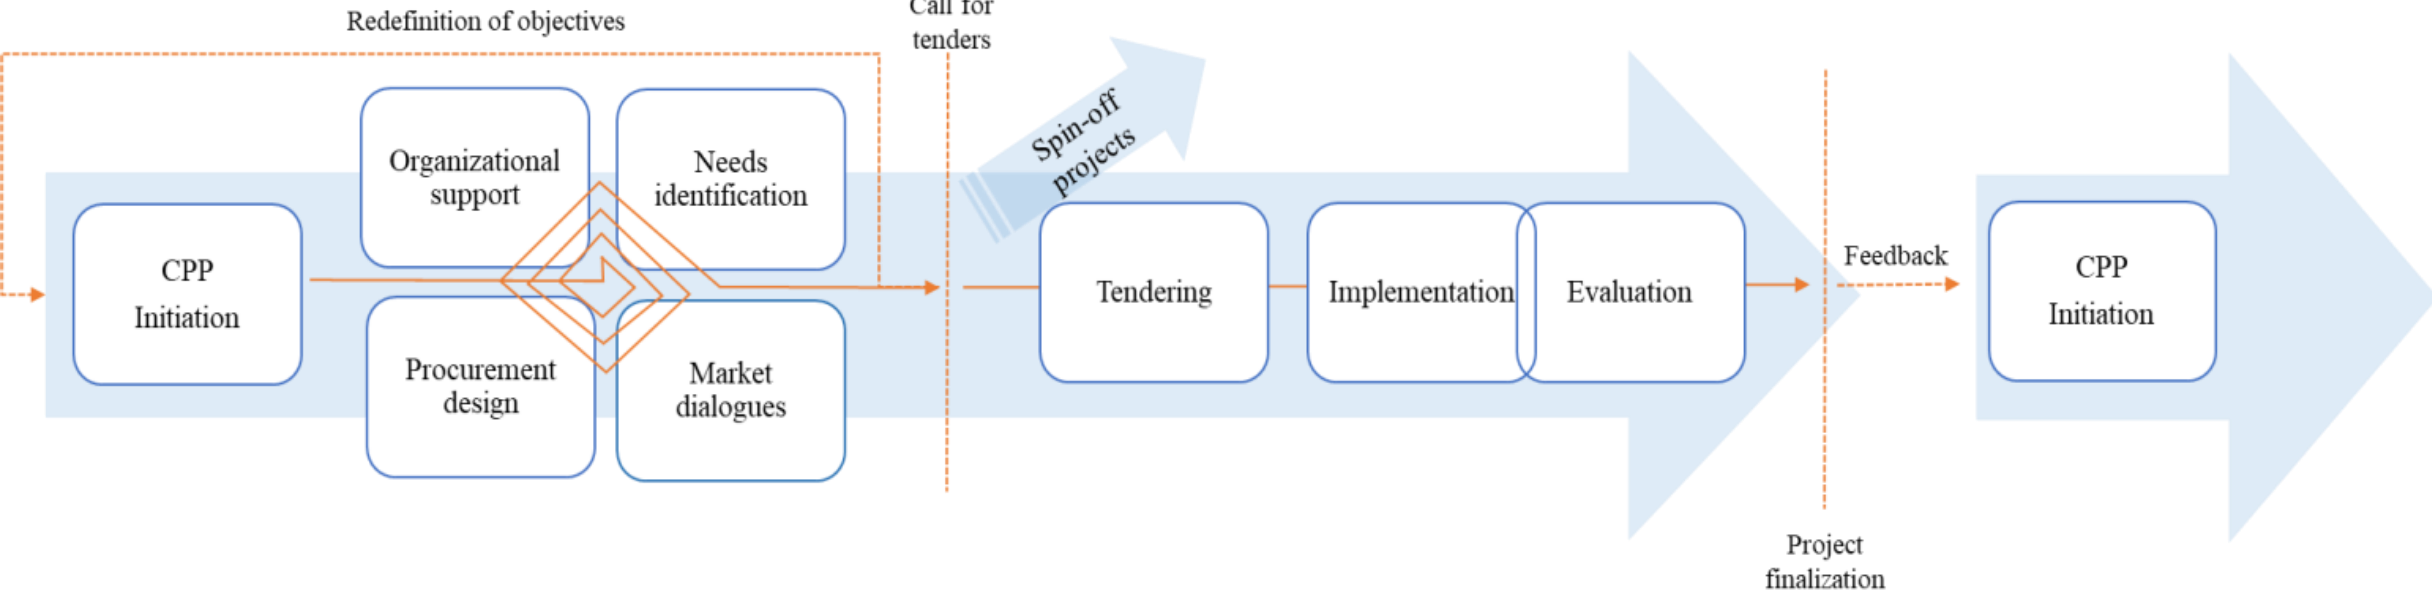 Redefinition of objectives
Call for
tenders
Spin-off
projects
Organizational
support
Needs
identification
CPP
Initiation
Procurement
design
Market
dialogues
Tendering
Implementation
Evaluation
Feedback
CPP
Initiation
Project
finalization